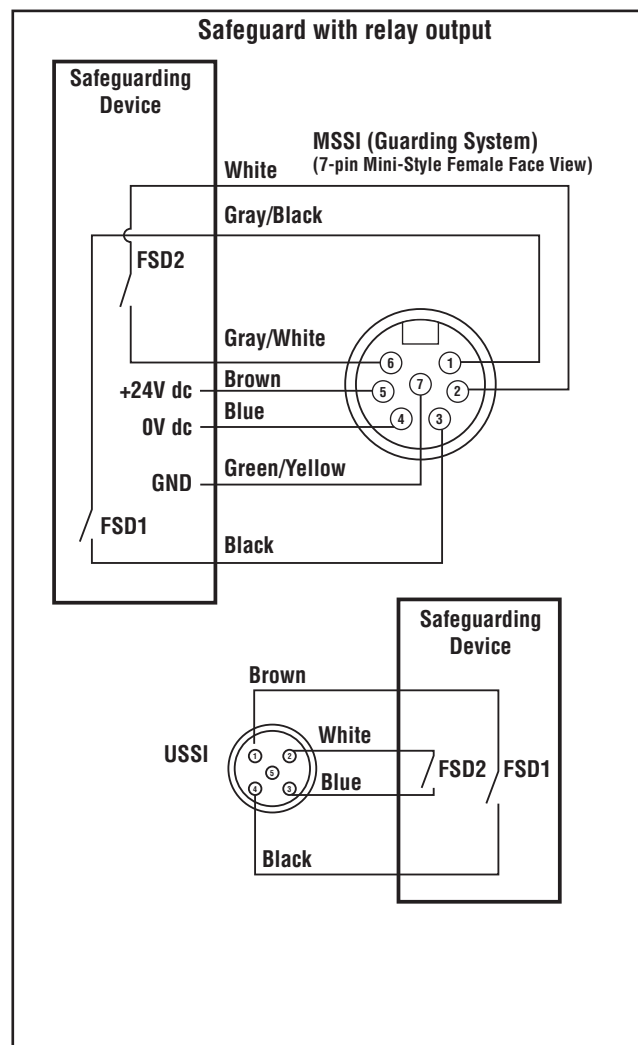 Safeguard with relay output
Safeguarding
Device
MSSI (Guarding System)
(7-pin Mini-Style Female Face View)
White
Gray/Black
FSD2
Gray/White
6
1
+24V dc
Brown
5
7
2
0V dc
Blue
4
3
GND
Green/Yellow
FSD1
Black
Safeguarding
Device
Brown
USSI
White
1
2
5
FSD2
FSD1
4
3
Blue
Black